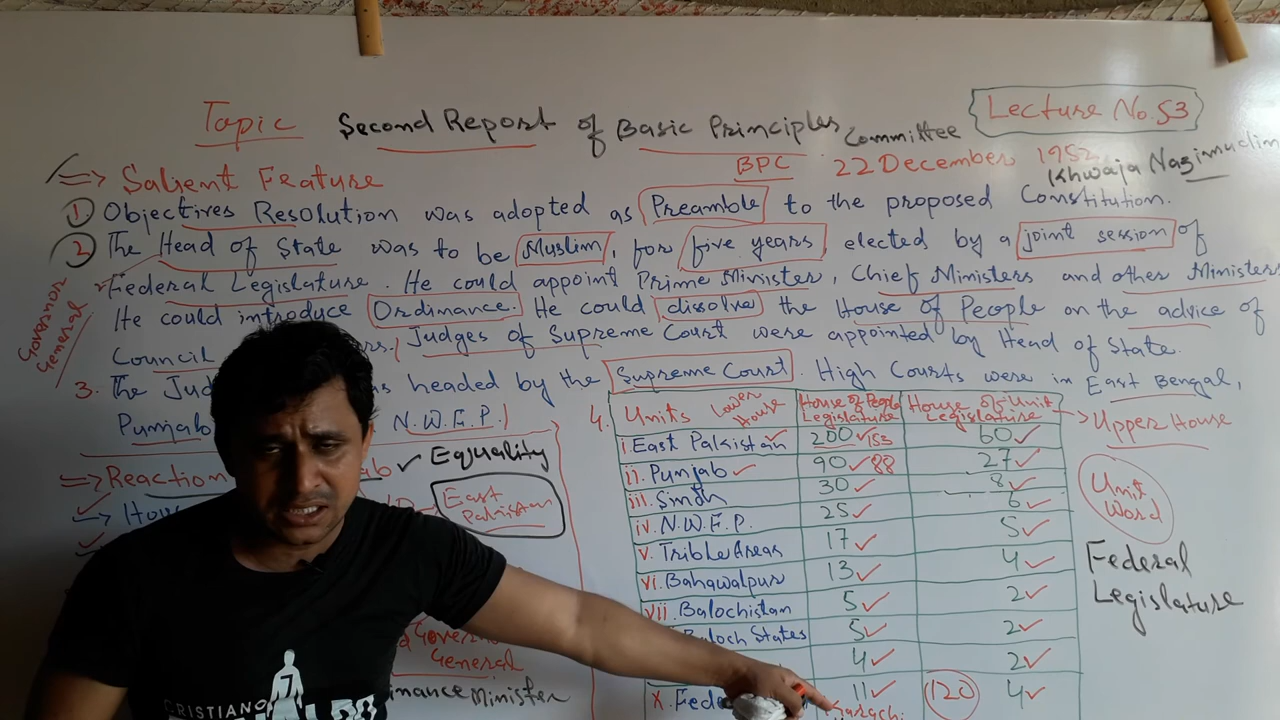 Topic Second Report of Basic Principles Committee
Lecture No.53
BPC 22 December 1952
Khwaja Nazimuddin
=> Salient Feature
1 Objectives Resolution was adopted as Preamble to the proposed Constitution.
2 The Head of State was to be Muslim, for five years, elected by a joint session of
Federal Legislature. He could appoint Prime Minister, Chief Ministers and other Ministers
He could introduce Ordinance. He could disolve the House of People on the advice of
Council Judges of Supreme Court were appointed by Head of State.
Governor
General
3. The headed by the Supreme Court. High Courts were in East Bengal,
Punjab N.W.F.P.
=> Reaction ✓ Equality
East
Pakistan
General
Minister
4. Units Lower House House of People Legislature House of Unit Legislature → Upper House
i. East Pakistan ✓ 200 ✓ 153 60 ✓
ii. Punjab ✓ 90 ✓ 88 27 ✓
iii. Sindh 30 ✓ 8 ✓
iv. N.W.F.P. 25 ✓ 6 ✓
v. Trible Areas 17 ✓ 5 ✓
vi. Bahawalpur 13 ✓ 4 ✓
vii. Balochistan 5 ✓ 2 ✓
Baloch States 5 ✓ 2 ✓
4 ✓ 2 ✓
x. 11 ✓ 120 4 ✓
Karachi
Unit
Word
Federal
Legislature
7
CRISTIANO